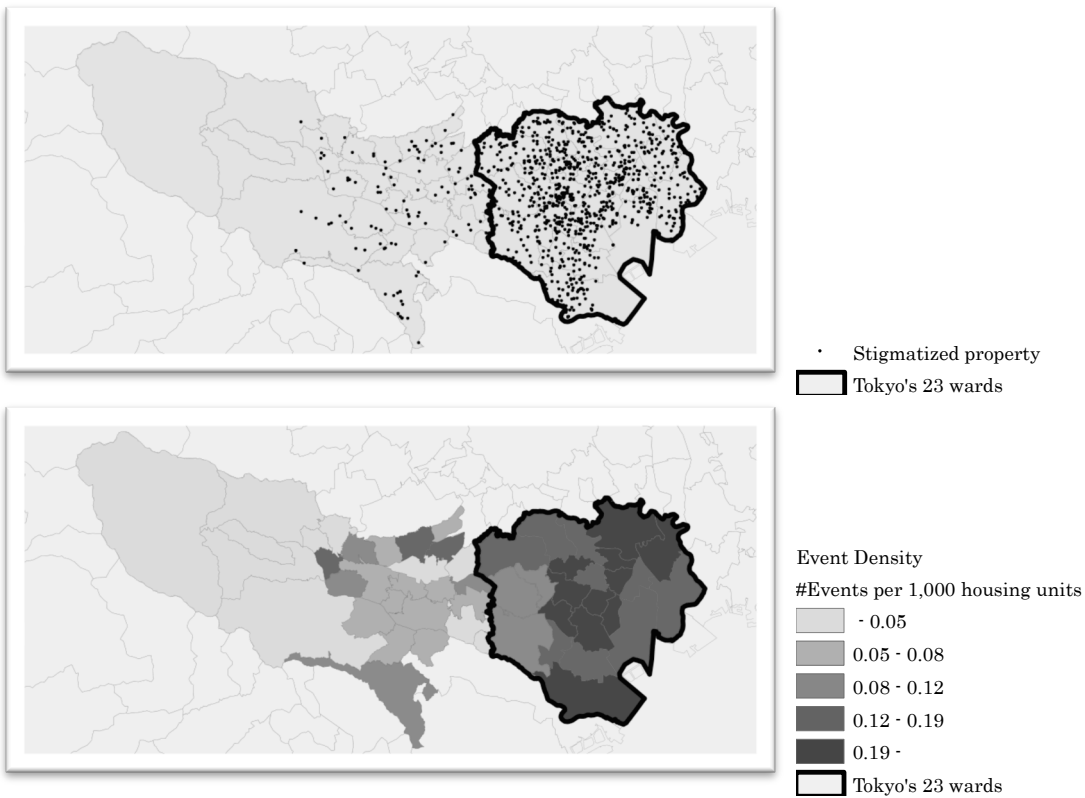 Stigmatized property
Tokyo's 23 wards
Event Density
#Events per 1,000 housing units
- 0.05
0.05 - 0.08
0.08 - 0.12
0.12 - 0.19
0.19 -
Tokyo's 23 wards